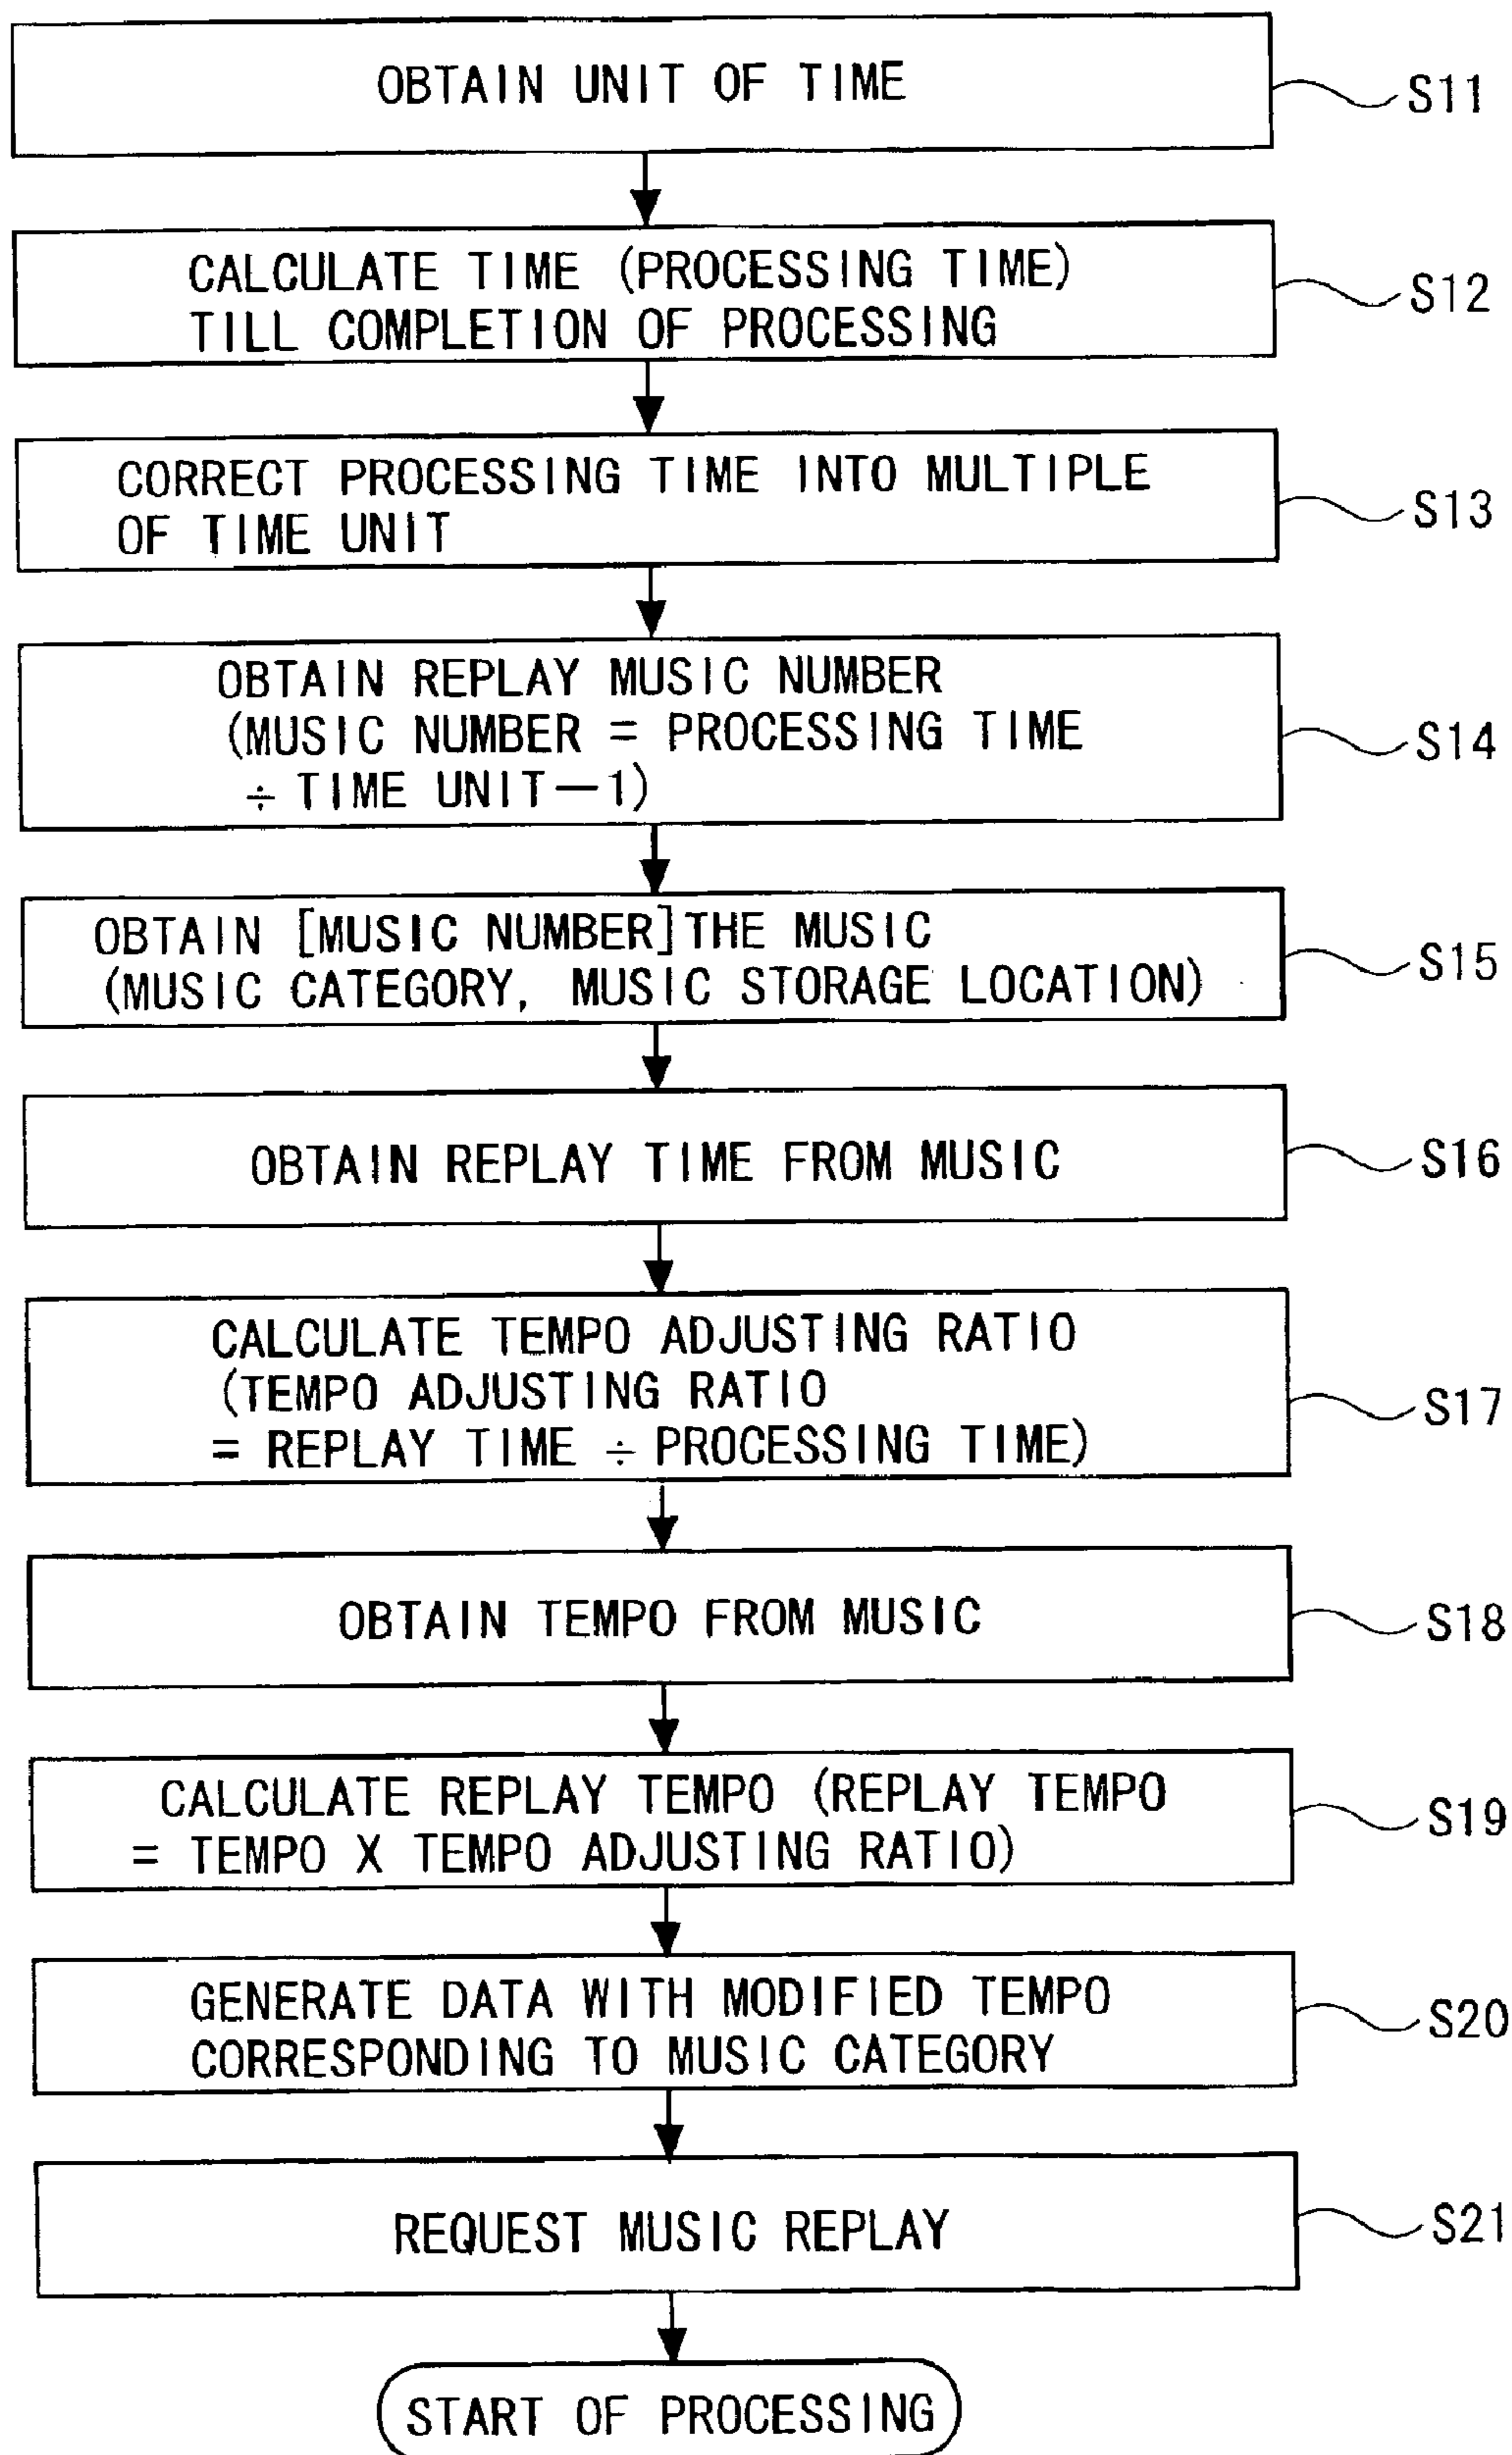 OBTAIN UNIT OF TIME
S11
CALCULATE TIME (PROCESSING TIME)
TILL COMPLETION OF PROCESSING
S12
CORRECT PROCESSING TIME INTO MULTIPLE
OF TIME UNIT
S13
OBTAIN REPLAY MUSIC NUMBER
(MUSIC NUMBER = PROCESSING TIME
÷ TIME UNIT—1)
S14
OBTAIN [MUSIC NUMBER]THE MUSIC
(MUSIC CATEGORY, MUSIC STORAGE LOCATION)
S15
OBTAIN REPLAY TIME FROM MUSIC
S16
CALCULATE TEMPO ADJUSTING RATIO
(TEMPO ADJUSTING RATIO
= REPLAY TIME ÷ PROCESSING TIME)
S17
OBTAIN TEMPO FROM MUSIC
S18
CALCULATE REPLAY TEMPO (REPLAY TEMPO
= TEMPO X TEMPO ADJUSTING RATIO)
S19
GENERATE DATA WITH MODIFIED TEMPO
CORRESPONDING TO MUSIC CATEGORY
S20
REQUEST MUSIC REPLAY
S21
START OF PROCESSING